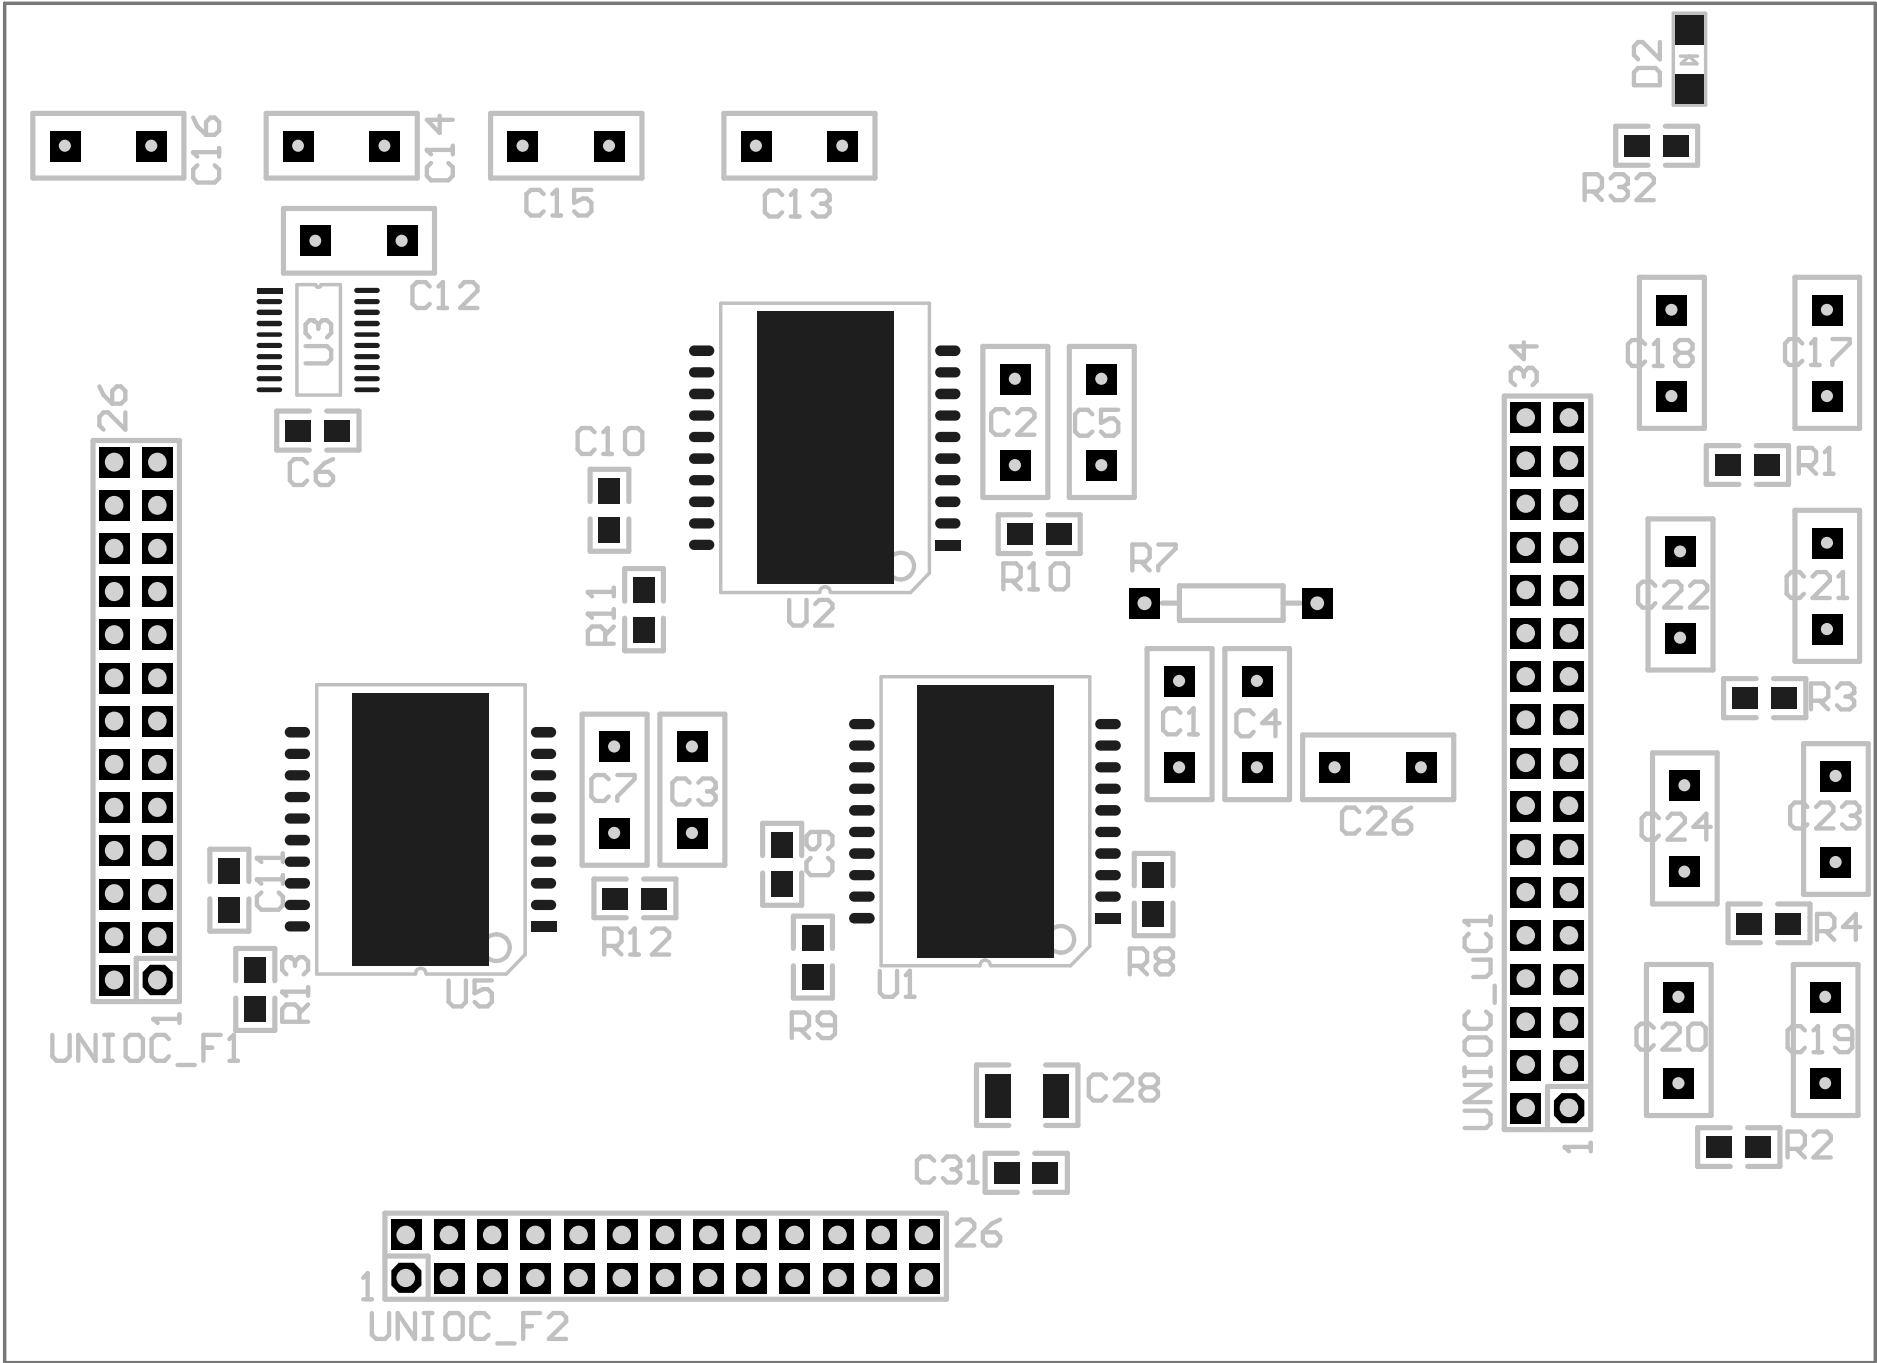 D2
C16
C14
C15
C13
R32
C12
U3
C18
C17
34
26
C10
C6
C2
C5
R1
R7
R10
R11
U2
C22
C21
R3
C1
C4
C7
C3
C26
C9
C24
C23
C11
R12
R4
R13
U5
U1
R8
R9
UNIOC_uC1
1
UNIOC_F1
C20
C19
C28
1
R2
C31
26
1
UNIOC_F2